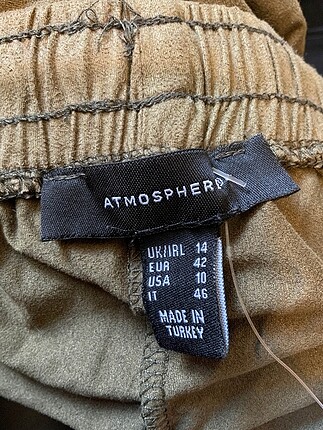 ATMOSPHERE
UK/IRL 14
EUR 42
USA 10
IT 46
MADE IN
TURKEY